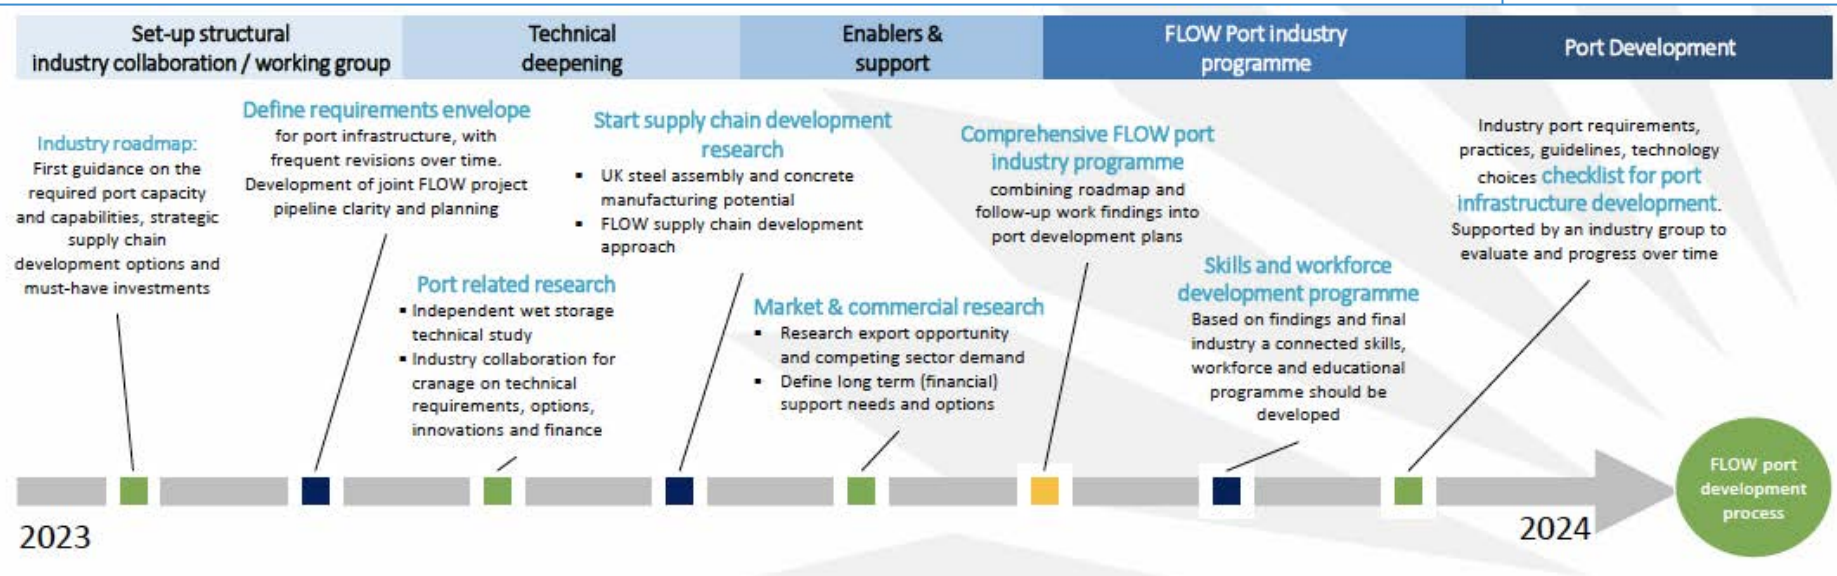 Set-up structural
industry collaboration / working group
Technical
deepening
Enablers &
support
FLOW Port industry
programme
Port Development
Industry roadmap:
First guidance on the
required port capacity
and capabilities, strategic
supply chain
development options and
must-have investments
Define requirements envelope
for port infrastructure, with
frequent revisions over time.
Development of joint FLOW project
pipeline clarity and planning
Port related research
▪ Independent wet storage
technical study
▪ Industry collaboration for
cranage on technical
requirements, options,
innovations and finance
Start supply chain development
research
▪ UK steel assembly and concrete
manufacturing potential
▪ FLOW supply chain development
approach
Market & commercial research
▪ Research export opportunity
and competing sector demand
▪ Define long term (financial)
support needs and options
Comprehensive FLOW port
industry programme
combining roadmap and
follow-up work findings into
port development plans
Skills and workforce
development programme
Based on findings and final
industry a connected skills,
workforce and educational
programme should be
developed
Industry port requirements,
practices, guidelines, technology
choices checklist for port
infrastructure development.
Supported by an industry group to
evaluate and progress over time
2023
2024
FLOW port
development
process